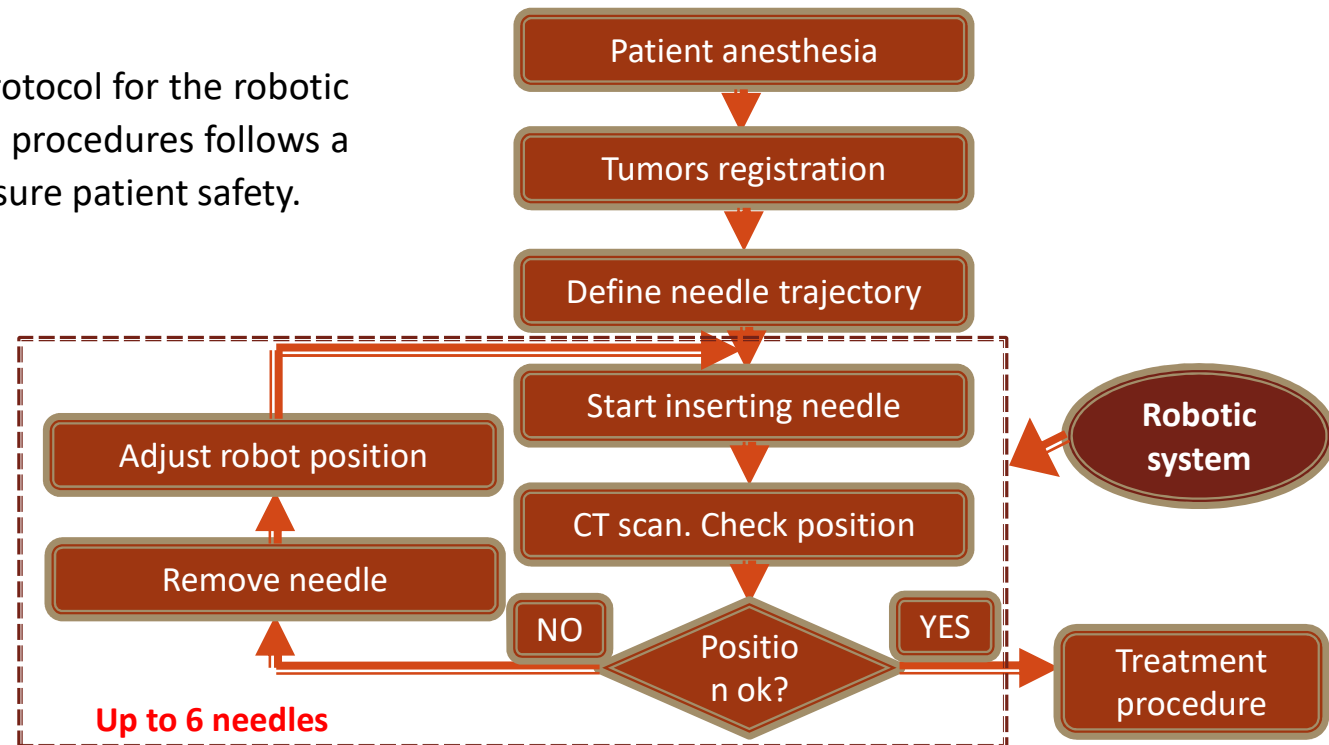 Patient anesthesia
rotocol for the robotic
procedures follows a
sure patient safety.
Tumors registration
Define needle trajectory
Start inserting needle
Robotic
system
Adjust robot position
CT scan. Check position
Remove needle
NO
YES
Positio
n ok?
Treatment
procedure
Up to 6 needles